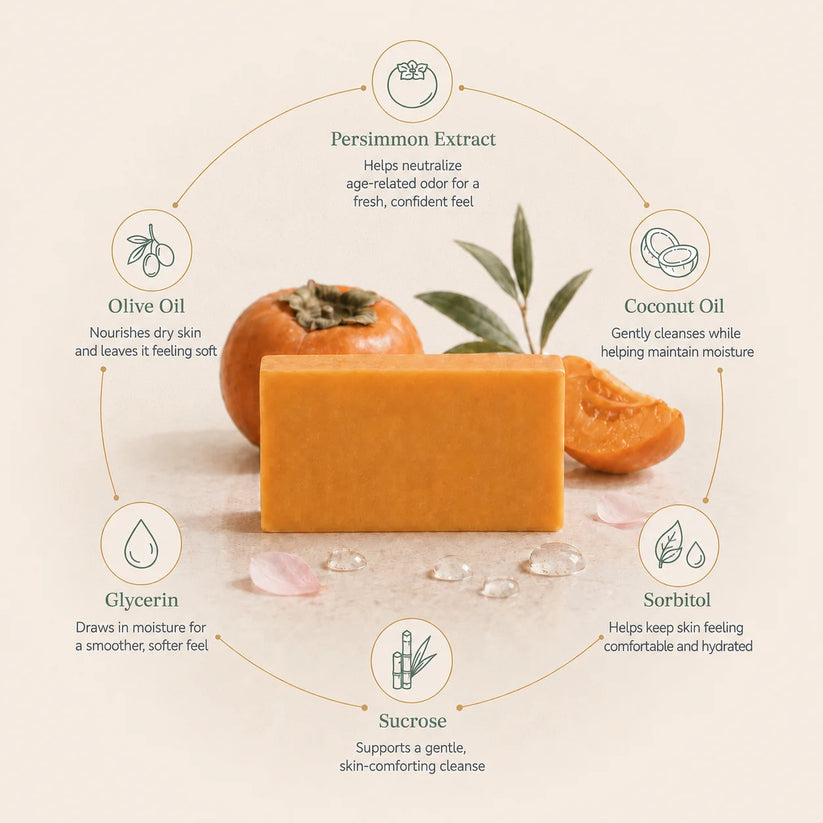 Persimmon Extract
Helps neutralize
age-related odor for a
fresh, confident feel
Olive Oil
Nourishes dry skin
and leaves it feeling soft
Coconut Oil
Gently cleanses while
helping maintain moisture
Glycerin
Draws in moisture for
a smoother, softer feel
Sorbitol
Helps keep skin feeling
comfortable and hydrated
Sucrose
Supports a gentle,
skin-comforting cleanse